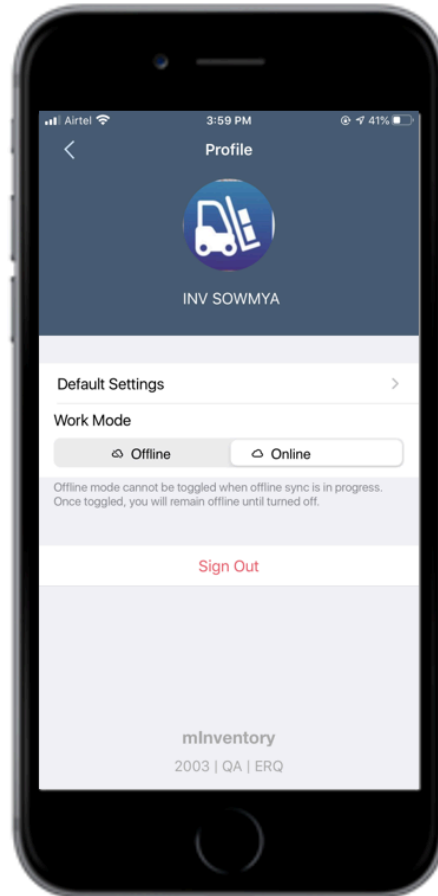 Airtel
3:59 PM
41%
Profile
INV SOWMYA
Default Settings
Work Mode
Offline
Online
Offline mode cannot be toggled when offline sync is in progress.
Once toggled, you will remain offline until turned off.
Sign Out
mInventory
2003 | QA | ERQ